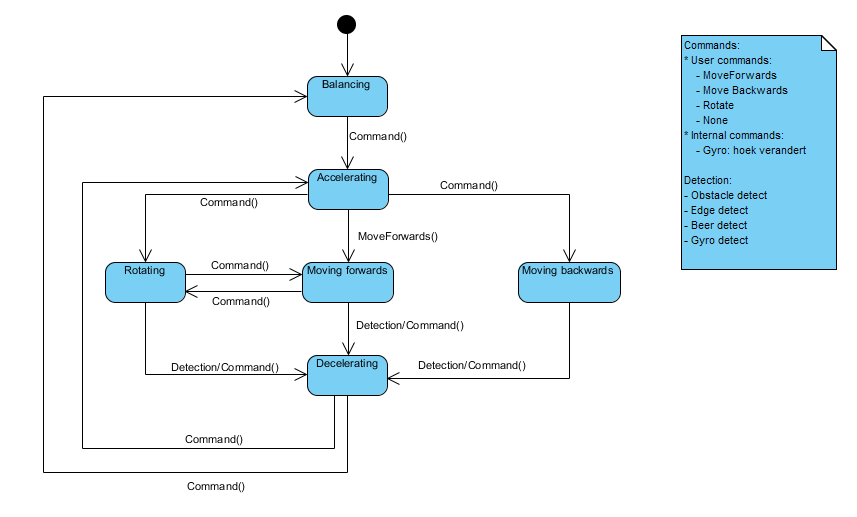 Balancing
Command()
Accelerating
Command()
Command()
MoveForwards()
Rotating
Command()
Moving forwards
Moving backwards
Command()
Detection/Command()
Decelerating
Detection/Command()
Detection/Command()
Command()
Command()
Commands:
* User commands:
- MoveForwards
- Move Backwards
- Rotate
- None
* Internal commands:
- Gyro: hoek verandert
Detection:
- Obstacle detect
- Edge detect
- Beer detect
- Gyro detect